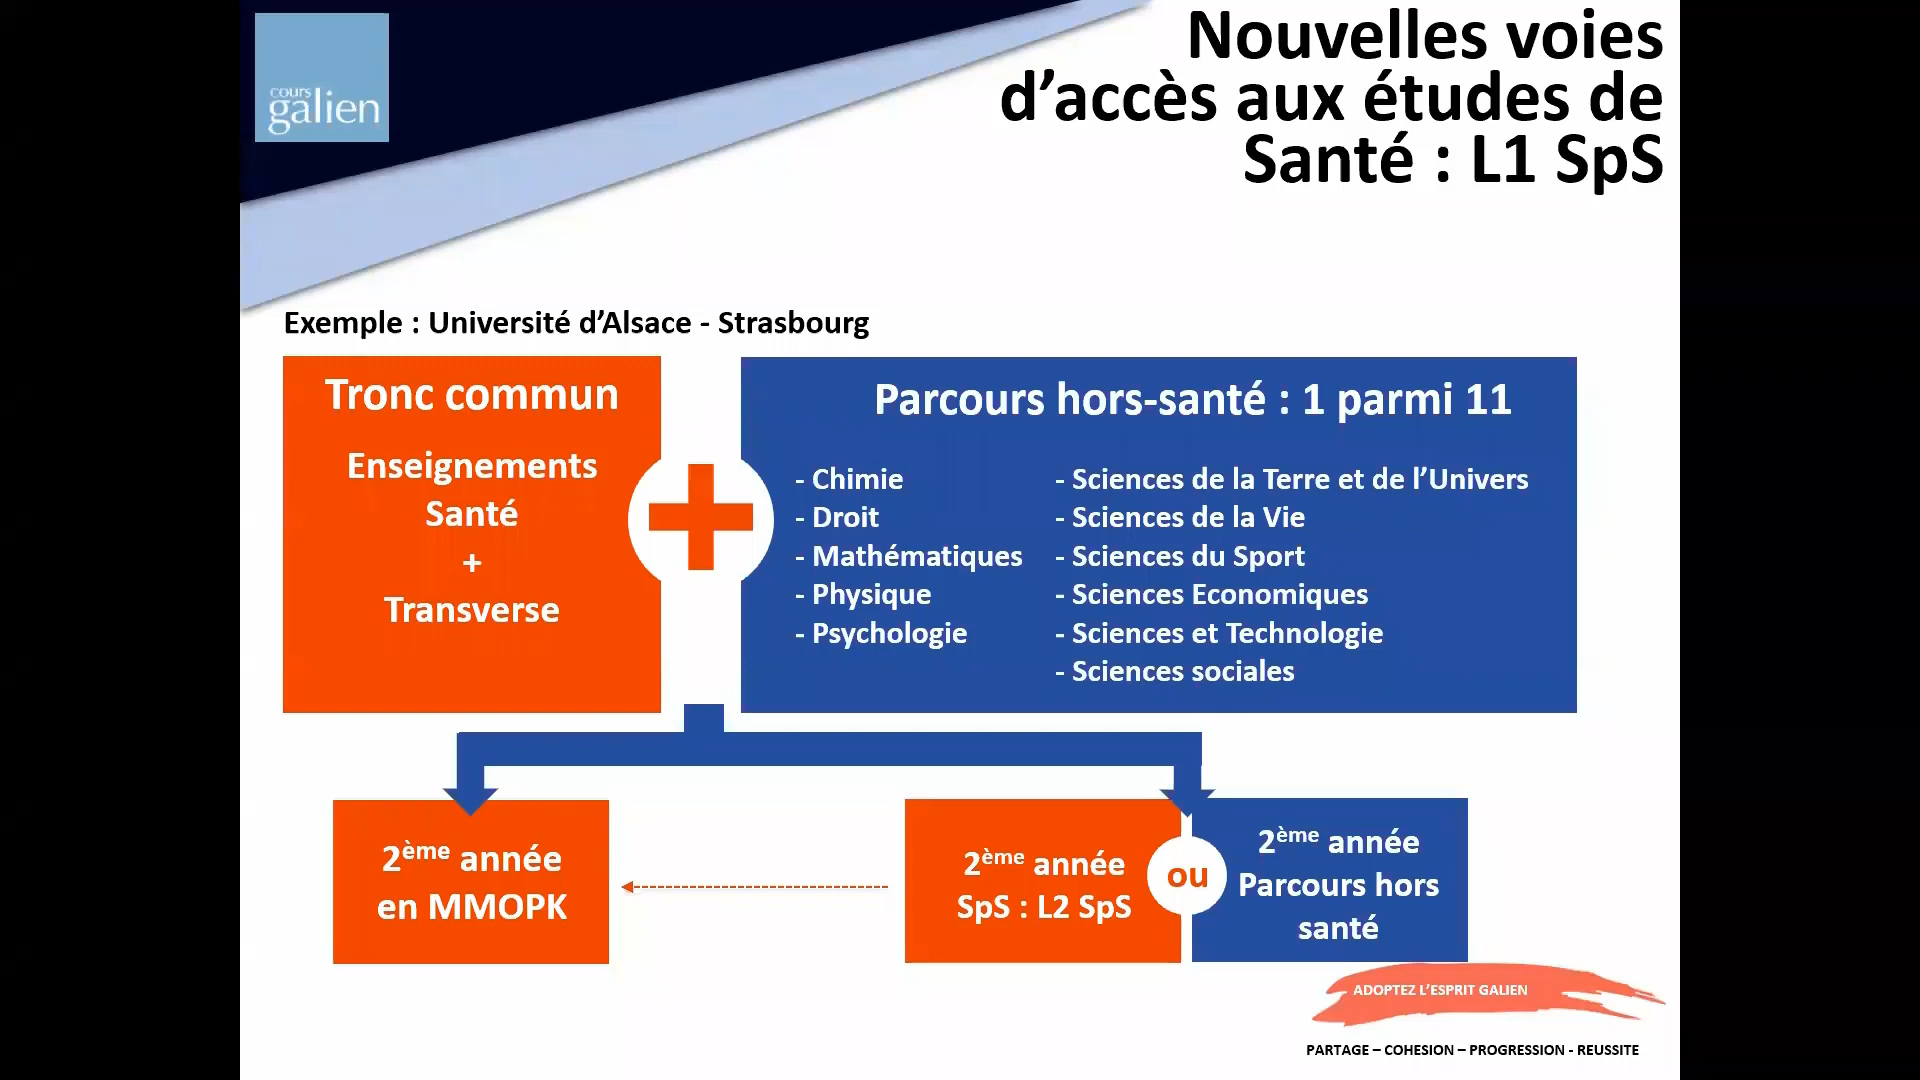 cours
galien
Nouvelles voies
d’accès aux études de
Santé : L1 SpS
Exemple : Université d’Alsace - Strasbourg
Tronc commun
Enseignements
Santé
+
Transverse
Parcours hors-santé : 1 parmi 11
- Chimie
- Droit
- Mathématiques
- Physique
- Psychologie
- Sciences de la Terre et de l’Univers
- Sciences de la Vie
- Sciences du Sport
- Sciences Economiques
- Sciences et Technologie
- Sciences sociales
2ème année
en MMOPK
2ème année
SpS : L2 SpS
ou
2ème année
Parcours hors
santé
ADOPTEZ L’ESPRIT GALIEN
PARTAGE – COHESION – PROGRESSION - REUSSITE